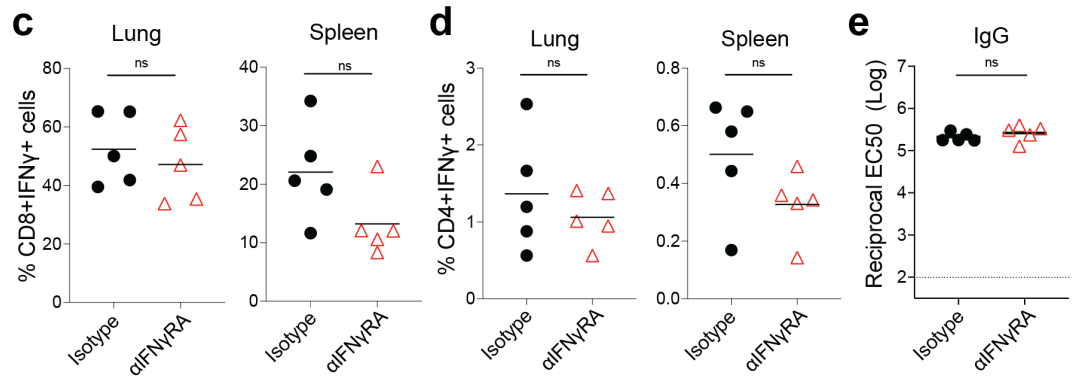 c
Lung
ns
% CD8+IFNγ+ cells
80
60
40
20
0
Isotype
αIFNγRA
Spleen
ns
50
40
30
20
10
0
Isotype
αIFNγRA
d
Lung
ns
% CD4+IFNγ+ cells
3
2
1
0
Isotype
αIFNγRA
Spleen
ns
0.8
0.6
0.4
0.2
0.0
Isotype
αIFNγRA
e
IgG
ns
Reciprocal EC50 (Log)
7
6
5
4
3
2
Isotype
αIFNγRA